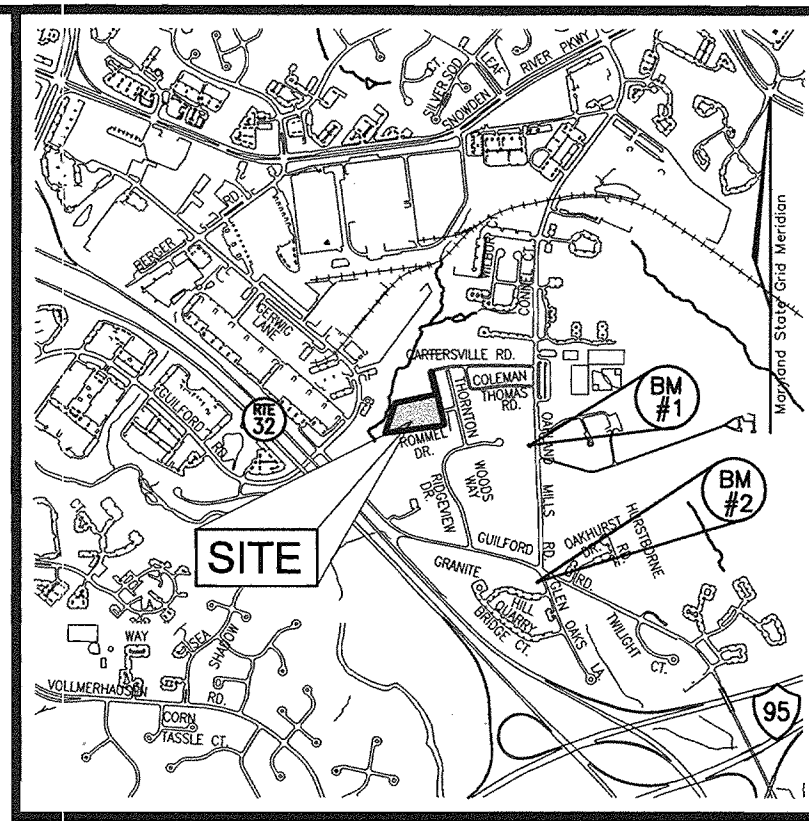 SILVER SOD CT.
LEAF
SNOWDEN RIVER PKWY
BERGER
GERWIG LANE
GUILFORD RD.
RTE 32
CONNEL CT.
Maryland State Grid Meridian
CARTERSVILLE RD.
COLEMAN
THOMAS RD.
THORNTON
ROMMEL DR.
RIDGEVIEW DR.
WOODS WAY
OAKLAND MILLS RD
BM #1
BM #2
SITE
GUILFORD
OAKHURST DR.
HURSTBORNE RD.
GRANITE HILL
QUARRY BRIDGE CT.
GLEN OAKS LA.
TWILIGHT CT.
WAY
SEA SHADOW
VOLLMERHAUSEN RD.
CORN TASSLE CT.
95